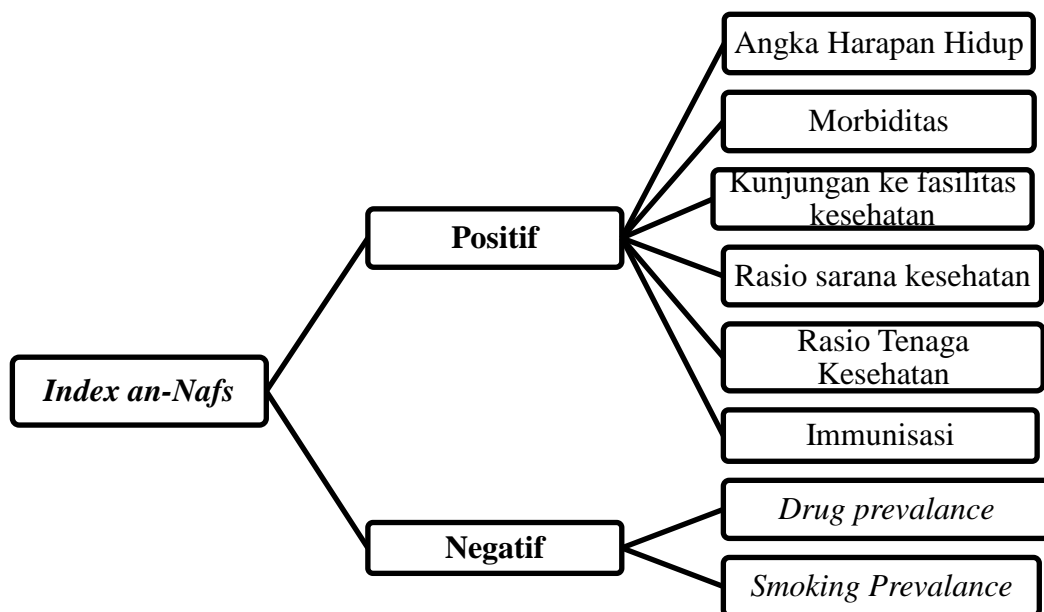 Index an-Nafs
Positif
Angka Harapan Hidup
Morbiditas
Kunjungan ke fasilitas
kesehatan
Rasio sarana kesehatan
Rasio Tenaga
Kesehatan
Immunisasi
Negatif
Drug prevalance
Smoking Prevalance